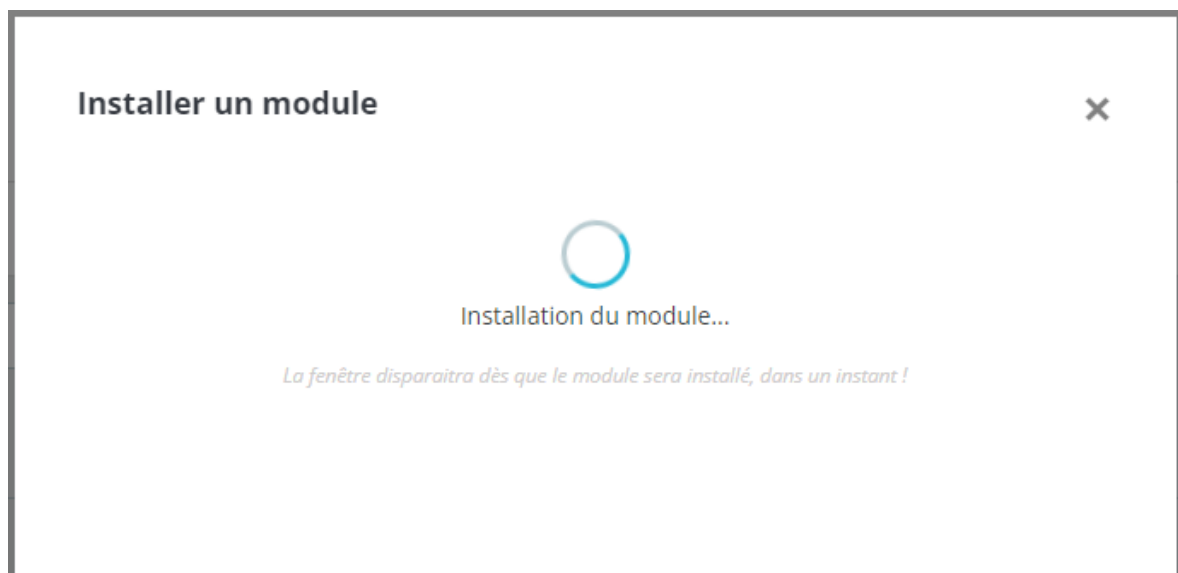 Installer un module
Installation du module...
La fenêtre disparaitra dès que le module sera installé, dans un instant !